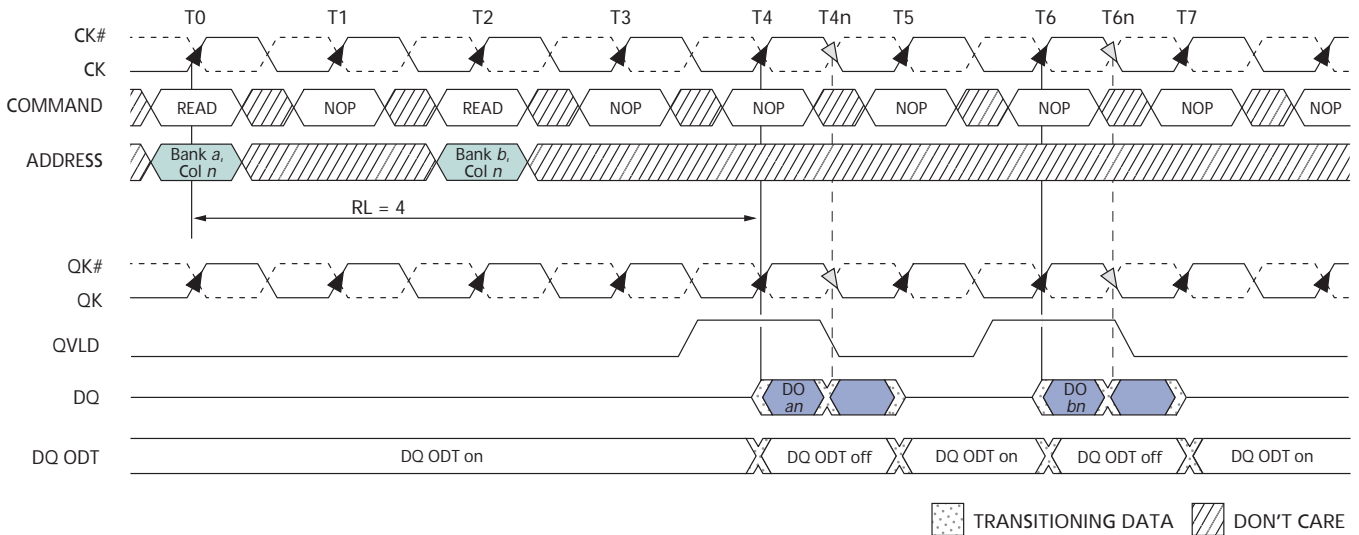 T0 T1 T2 T3 T4 T4n T5 T6 T6n T7
CK#
CK
COMMAND READ NOP READ NOP NOP NOP NOP NOP NOP
ADDRESS Bank a, Col n Bank b, Col n
RL = 4
QK#
QK
QVLD
DQ DO an DO bn
DQ ODT DQ ODT on DQ ODT off DQ ODT on DQ ODT off DQ ODT on
TRANSITIONING DATA DON'T CARE